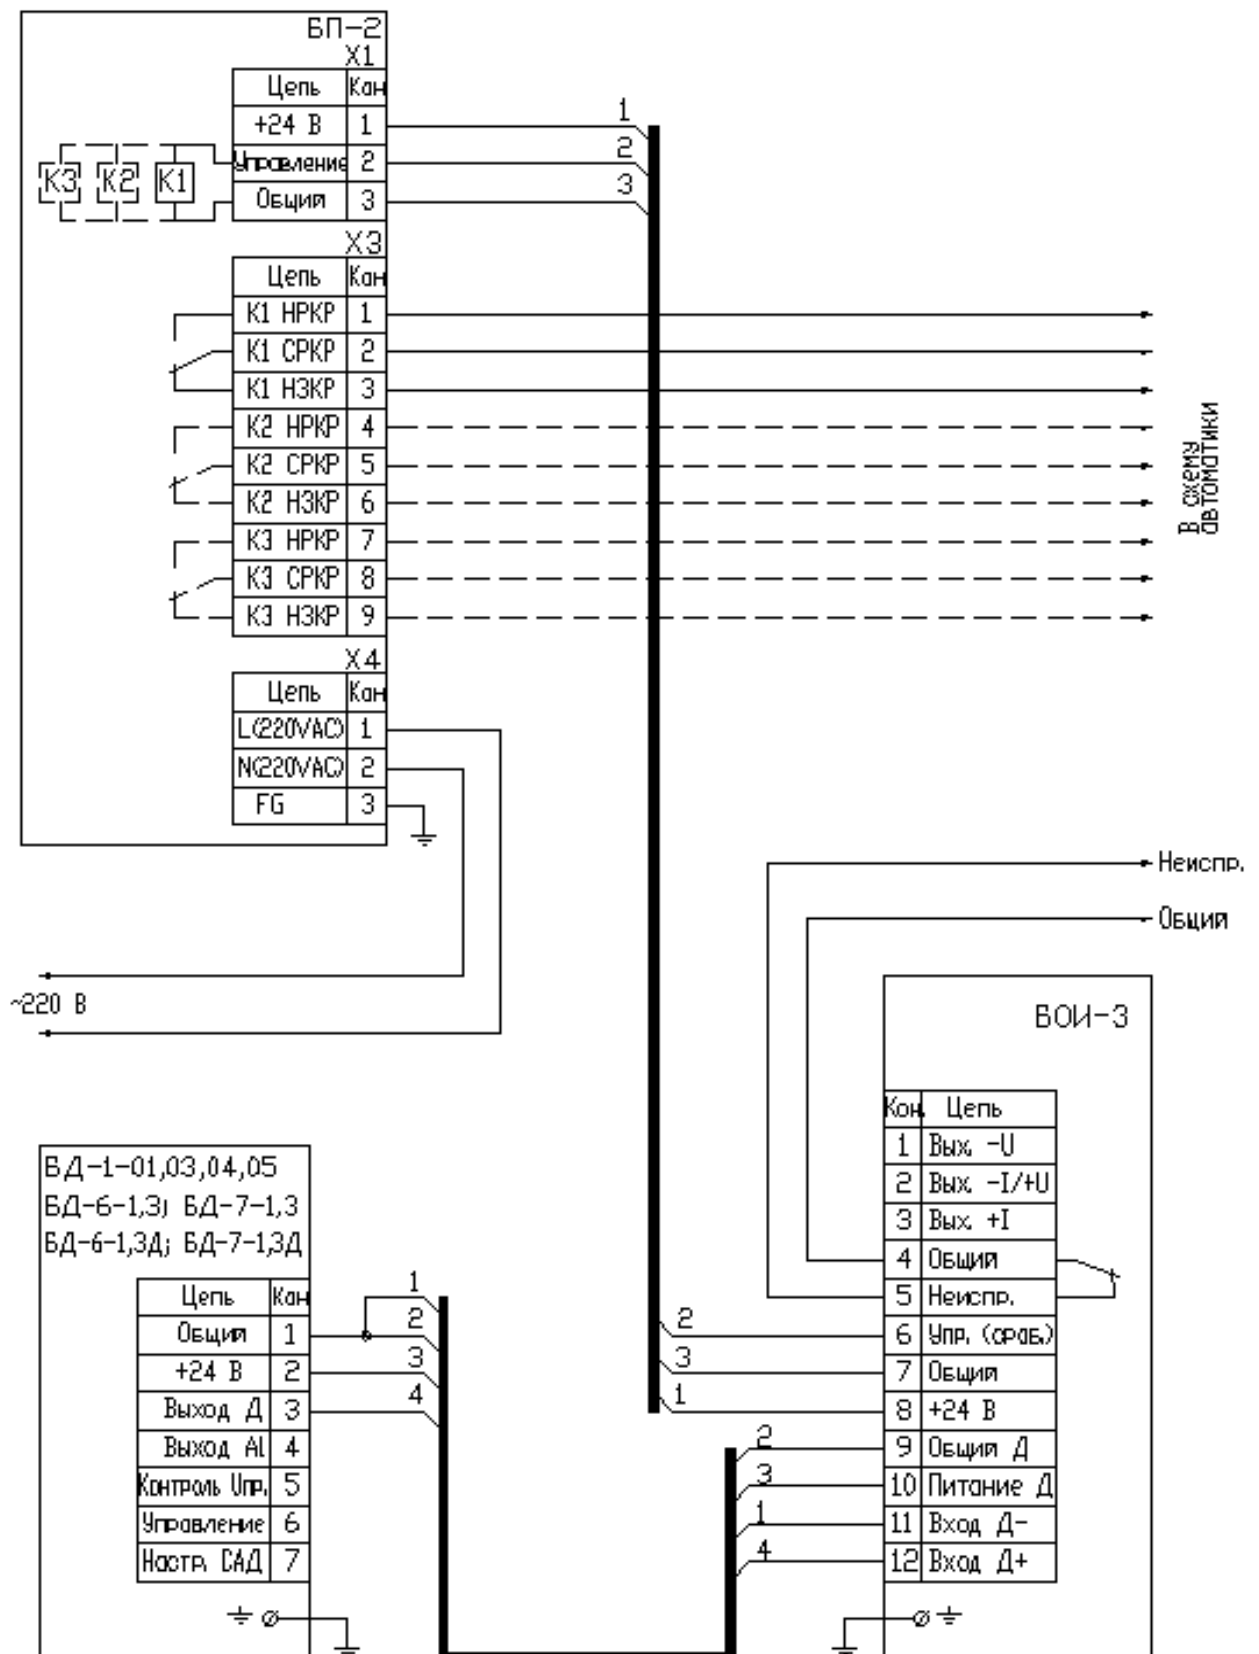 БП-2
X1
Цепь Кон
+24 В 1
Управление 2
Общий 3
К3 К2 К1
1
2
3
X3
Цепь Кон
К1 НРКР 1
К1 СРКР 2
К1 НЗКР 3
К2 НРКР 4
К2 СРКР 5
К2 НЗКР 6
К3 НРКР 7
К3 СРКР 8
К3 НЗКР 9
В схему
автоматики
X4
Цепь Кон
L(220VAC) 1
N(220VAC) 2
FG 3
Неиспр.
Общий
~220 В
БОИ-3
Кон. Цепь
1 Вых. -U
2 Вых. -I/+U
3 Вых. +I
4 Общий
5 Неиспр.
2 6 Упр. (сраб.)
3 7 Общий
1 8 +24 В
2 9 Общий Д
3 10 Питание Д
1 11 Вход Д-
4 12 Вход Д+
ВД-1-01,03,04,05
БД-6-1,3; БД-7-1,3
БД-6-1,3Д; БД-7-1,3Д
Цепь Кон
Общий 1
+24 В 2
Выход Д 3
Выход Al 4
Контроль Uпр. 5
Управление 6
Настр. САД 7
1
2
3
4